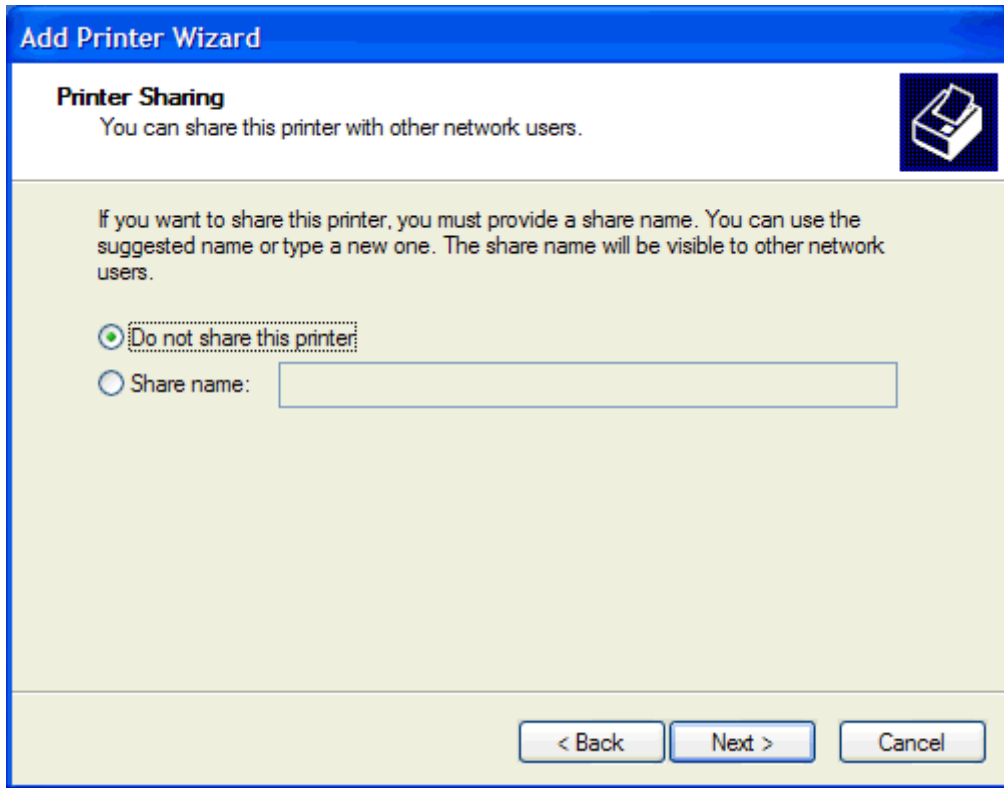 Add Printer Wizard
Printer Sharing
You can share this printer with other network users.
If you want to share this printer, you must provide a share name. You can use the
suggested name or type a new one. The share name will be visible to other network
users.
Do not share this printer
Share name:
< Back Next > Cancel